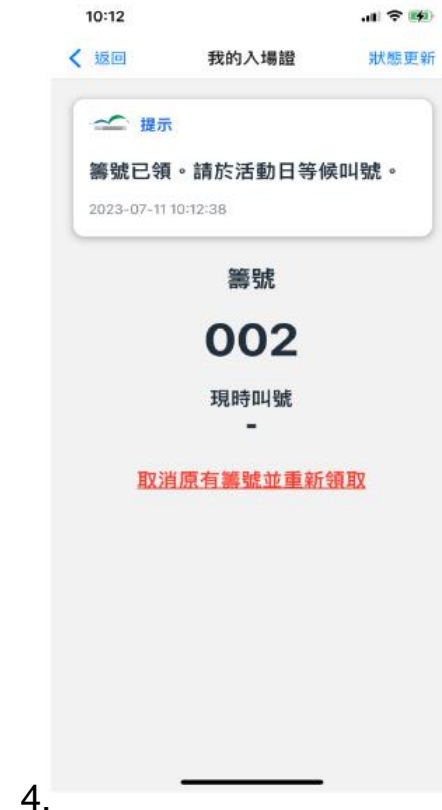 10:12
返回 我的入場證 狀態更新
提示
籌號已領。請於活動日等候叫號。
2023-07-11 10:12:38
籌號
002
現時叫號
-
取消原有籌號並重新領取
4.